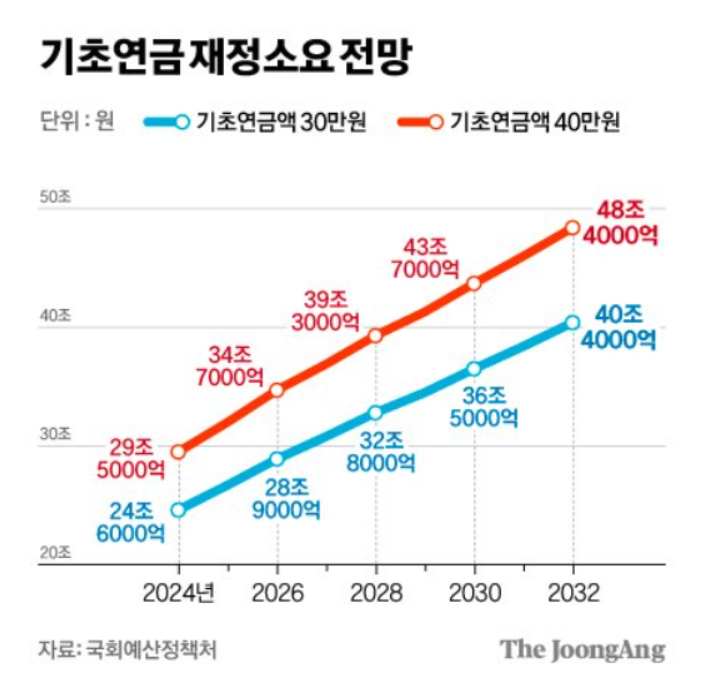 기초연금 재정소요 전망
단위 : 원
기초연금액 30만원
기초연금액 40만원
50조
40조
30조
20조
29조
5000억
34조
7000억
39조
3000억
43조
7000억
48조
4000억
24조
6000억
28조
9000억
32조
8000억
36조
5000억
40조
4000억
2024년 2026 2028 2030 2032
자료: 국회예산정책처
The JoongAng